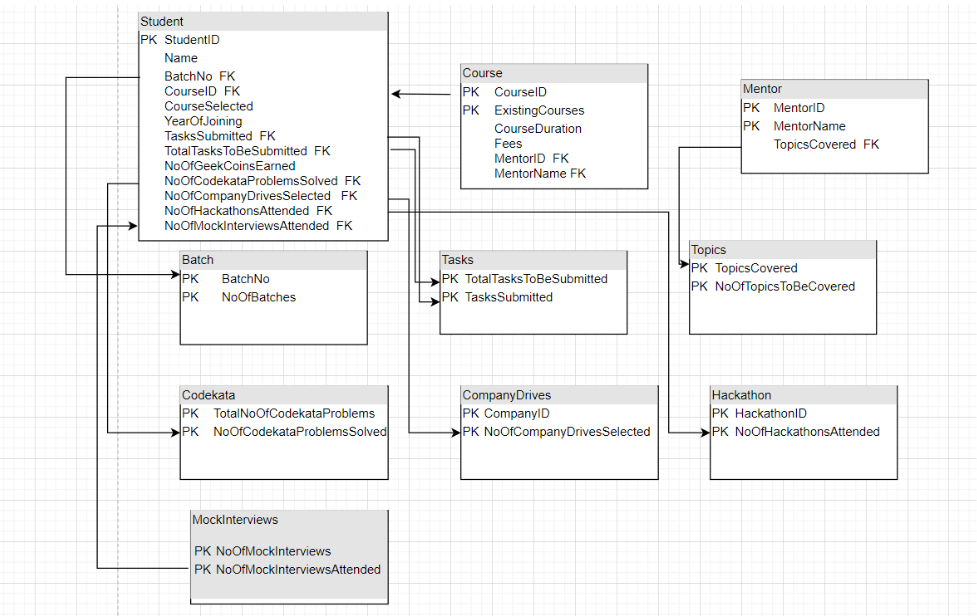 Student
PK StudentID
Name
BatchNo FK
CourseID FK
CourseSelected
YearOfJoining
TasksSubmitted FK
TotalTasksToBeSubmitted FK
NoOfGeekCoinsEarned
NoOfCodekataProblemsSolved FK
NoOfCompanyDrivesSelected FK
NoOfHackathonsAttended FK
NoOfMockInterviewsAttended FK
Course
PK CourseID
PK ExistingCourses
CourseDuration
Fees
MentorID FK
MentorName FK
Mentor
PK MentorID
PK MentorName
TopicsCovered FK
Batch
PK BatchNo
PK NoOfBatches
Tasks
PK TotalTasksToBeSubmitted
PK TasksSubmitted
Topics
PK TopicsCovered
PK NoOfTopicsToBeCovered
Codekata
PK TotalNoOfCodekataProblems
PK NoOfCodekataProblemsSolved
CompanyDrives
PK CompanyID
PK NoOfCompanyDrivesSelected
Hackathon
PK HackathonID
PK NoOfHackathonsAttended
MockInterviews
PK NoOfMockInterviews
PK NoOfMockInterviewsAttended